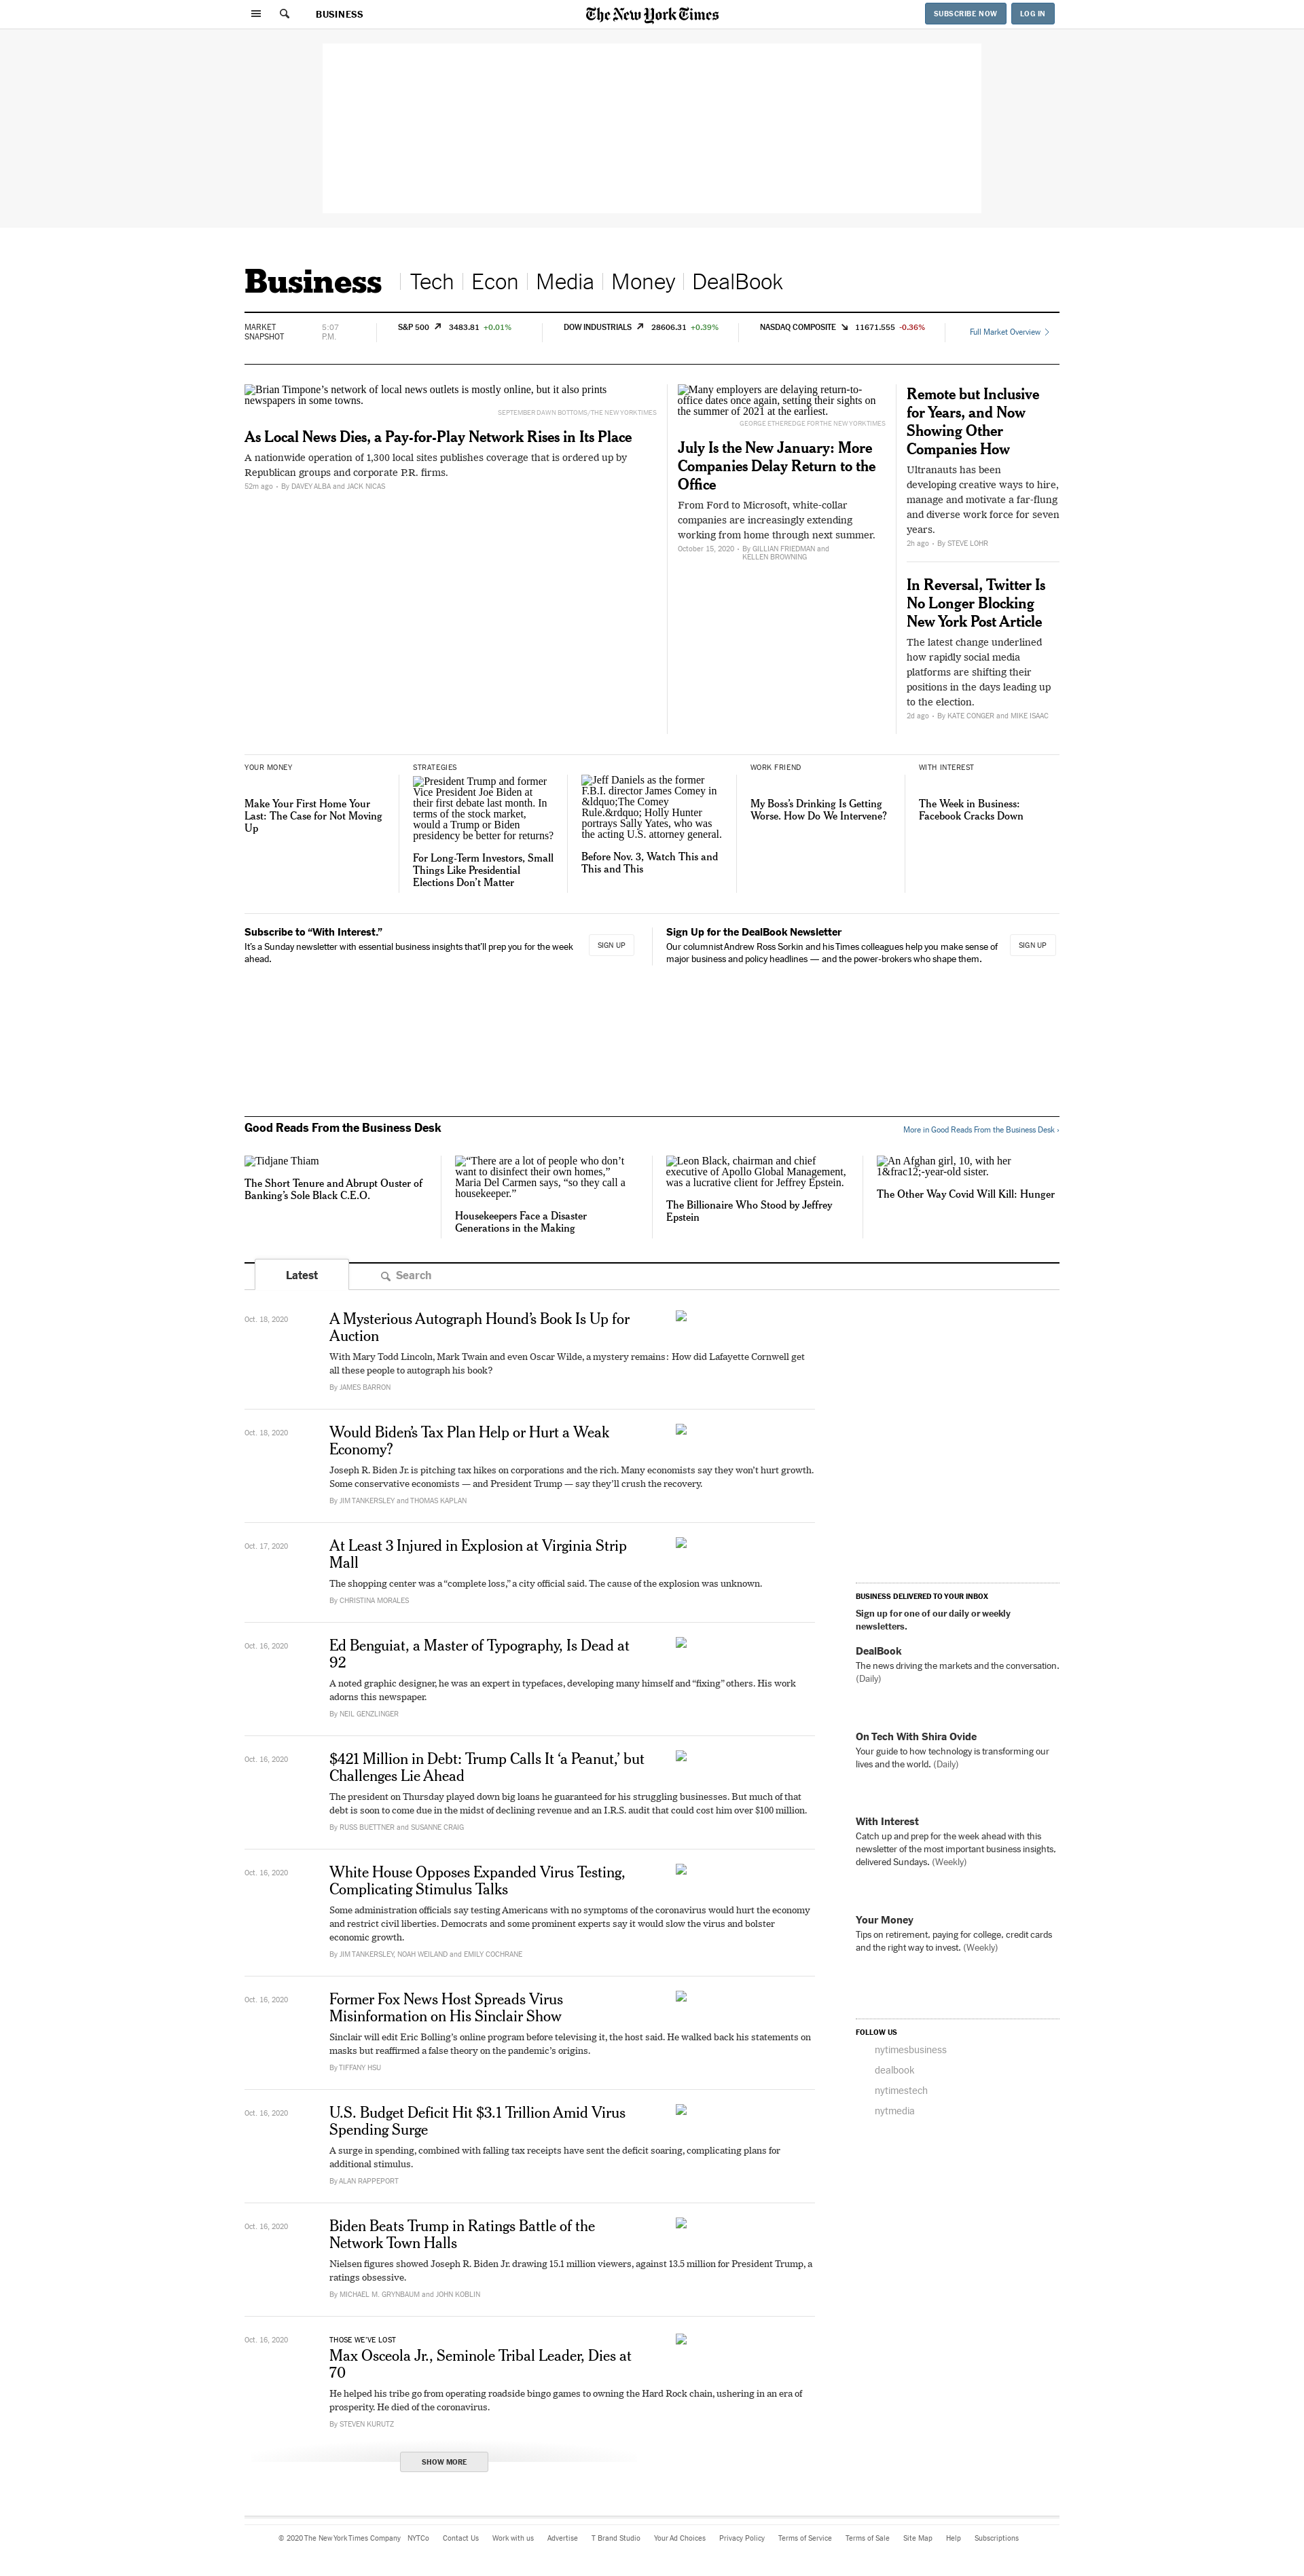 BUSINESS
The New York Times
SUBSCRIBE NOW
LOG IN
Business
Tech
Econ
Media
Money
DealBook
MARKET
SNAPSHOT
5:07
P.M.
S&P 500 3483.81 +0.01%
DOW INDUSTRIALS 28606.31 +0.39%
NASDAQ COMPOSITE 11671.555 -0.36%
Full Market Overview
Brian Timpone’s network of local news outlets is mostly online, but it also prints
newspapers in some towns.
SEPTEMBER DAWN BOTTOMS/THE NEW YORK TIMES
As Local News Dies, a Pay-for-Play Network Rises in Its Place
A nationwide operation of 1,300 local sites publishes coverage that is ordered up by
Republican groups and corporate P.R. firms.
52m ago • By DAVEY ALBA and JACK NICAS
Many employers are delaying return-to-
office dates once again, setting their sights on
the summer of 2021 at the earliest.
GEORGE ETHEREDGE FOR THE NEW YORK TIMES
July Is the New January: More
Companies Delay Return to the
Office
From Ford to Microsoft, white-collar
companies are increasingly extending
working from home through next summer.
October 15, 2020 • By GILLIAN FRIEDMAN and
KELLEN BROWNING
Remote but Inclusive
for Years, and Now
Showing Other
Companies How
Ultranauts has been
developing creative ways to hire,
manage and motivate a far-flung
and diverse work force for seven
years.
2h ago • By STEVE LOHR
In Reversal, Twitter Is
No Longer Blocking
New York Post Article
The latest change underlined
how rapidly social media
platforms are shifting their
positions in the days leading up
to the election.
2d ago • By KATE CONGER and MIKE ISAAC
YOUR MONEY
Make Your First Home Your
Last: The Case for Not Moving
Up
STRATEGIES
President Trump and former
Vice President Joe Biden at
their first debate last month. In
terms of the stock market,
would a Trump or Biden
presidency be better for returns?
For Long-Term Investors, Small
Things Like Presidential
Elections Don’t Matter
Jeff Daniels as the former
F.B.I. director James Comey in
&ldquo;The Comey
Rule.&rdquo; Holly Hunter
portrays Sally Yates, who was
the acting U.S. attorney general.
Before Nov. 3, Watch This and
This and This
WORK FRIEND
My Boss’s Drinking Is Getting
Worse. How Do We Intervene?
WITH INTEREST
The Week in Business:
Facebook Cracks Down
Subscribe to “With Interest.”
It’s a Sunday newsletter with essential business insights that’ll prep you for the week
ahead.
SIGN UP
Sign Up for the DealBook Newsletter
Our columnist Andrew Ross Sorkin and his Times colleagues help you make sense of
major business and policy headlines — and the power-brokers who shape them.
SIGN UP
Good Reads From the Business Desk
More in Good Reads From the Business Desk ›
Tidjane Thiam
The Short Tenure and Abrupt Ouster of
Banking’s Sole Black C.E.O.
“There are a lot of people who don’t
want to disinfect their own homes,”
Maria Del Carmen says, “so they call a
housekeeper.”
Housekeepers Face a Disaster
Generations in the Making
Leon Black, chairman and chief
executive of Apollo Global Management,
was a lucrative client for Jeffrey Epstein.
The Billionaire Who Stood by Jeffrey
Epstein
An Afghan girl, 10, with her
1&frac12;-year-old sister.
The Other Way Covid Will Kill: Hunger
Latest
Search
Oct. 18, 2020
A Mysterious Autograph Hound’s Book Is Up for
Auction
With Mary Todd Lincoln, Mark Twain and even Oscar Wilde, a mystery remains: How did Lafayette Cornwell get
all these people to autograph his book?
By JAMES BARRON
Oct. 18, 2020
Would Biden’s Tax Plan Help or Hurt a Weak
Economy?
Joseph R. Biden Jr. is pitching tax hikes on corporations and the rich. Many economists say they won’t hurt growth.
Some conservative economists — and President Trump — say they’ll crush the recovery.
By JIM TANKERSLEY and THOMAS KAPLAN
Oct. 17, 2020
At Least 3 Injured in Explosion at Virginia Strip
Mall
The shopping center was a “complete loss,” a city official said. The cause of the explosion was unknown.
By CHRISTINA MORALES
Oct. 16, 2020
Ed Benguiat, a Master of Typography, Is Dead at
92
A noted graphic designer, he was an expert in typefaces, developing many himself and “fixing” others. His work
adorns this newspaper.
By NEIL GENZLINGER
Oct. 16, 2020
$421 Million in Debt: Trump Calls It ‘a Peanut,’ but
Challenges Lie Ahead
The president on Thursday played down big loans he guaranteed for his struggling businesses. But much of that
debt is soon to come due in the midst of declining revenue and an I.R.S. audit that could cost him over $100 million.
By RUSS BUETTNER and SUSANNE CRAIG
Oct. 16, 2020
White House Opposes Expanded Virus Testing,
Complicating Stimulus Talks
Some administration officials say testing Americans with no symptoms of the coronavirus would hurt the economy
and restrict civil liberties. Democrats and some prominent experts say it would slow the virus and bolster
economic growth.
By JIM TANKERSLEY, NOAH WEILAND and EMILY COCHRANE
Oct. 16, 2020
Former Fox News Host Spreads Virus
Misinformation on His Sinclair Show
Sinclair will edit Eric Bolling’s online program before televising it, the host said. He walked back his statements on
masks but reaffirmed a false theory on the pandemic’s origins.
By TIFFANY HSU
Oct. 16, 2020
U.S. Budget Deficit Hit $3.1 Trillion Amid Virus
Spending Surge
A surge in spending, combined with falling tax receipts have sent the deficit soaring, complicating plans for
additional stimulus.
By ALAN RAPPEPORT
Oct. 16, 2020
Biden Beats Trump in Ratings Battle of the
Network Town Halls
Nielsen figures showed Joseph R. Biden Jr. drawing 15.1 million viewers, against 13.5 million for President Trump, a
ratings obsessive.
By MICHAEL M. GRYNBAUM and JOHN KOBLIN
Oct. 16, 2020
THOSE WE’VE LOST
Max Osceola Jr., Seminole Tribal Leader, Dies at
70
He helped his tribe go from operating roadside bingo games to owning the Hard Rock chain, ushering in an era of
prosperity. He died of the coronavirus.
By STEVEN KURUTZ
SHOW MORE
BUSINESS DELIVERED TO YOUR INBOX
Sign up for one of our daily or weekly
newsletters.
DealBook
The news driving the markets and the conversation.
(Daily)
On Tech With Shira Ovide
Your guide to how technology is transforming our
lives and the world. (Daily)
With Interest
Catch up and prep for the week ahead with this
newsletter of the most important business insights,
delivered Sundays. (Weekly)
Your Money
Tips on retirement, paying for college, credit cards
and the right way to invest. (Weekly)
FOLLOW US
nytimesbusiness
dealbook
nytimestech
nytmedia
© 2020 The New York Times Company NYTCo Contact Us Work with us Advertise T Brand Studio Your Ad Choices Privacy Policy Terms of Service Terms of Sale Site Map Help Subscriptions